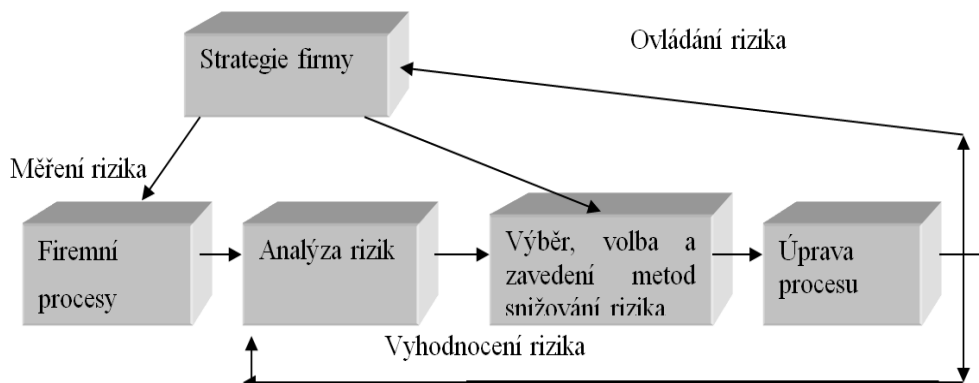 Ovládání rizika
Strategie firmy
Měření rizika
Firemní
procesy
Analýza rizik
Výběr, volba a
zavedení metod
snižování rizika
Úprava
procesu
Vyhodnocení rizika